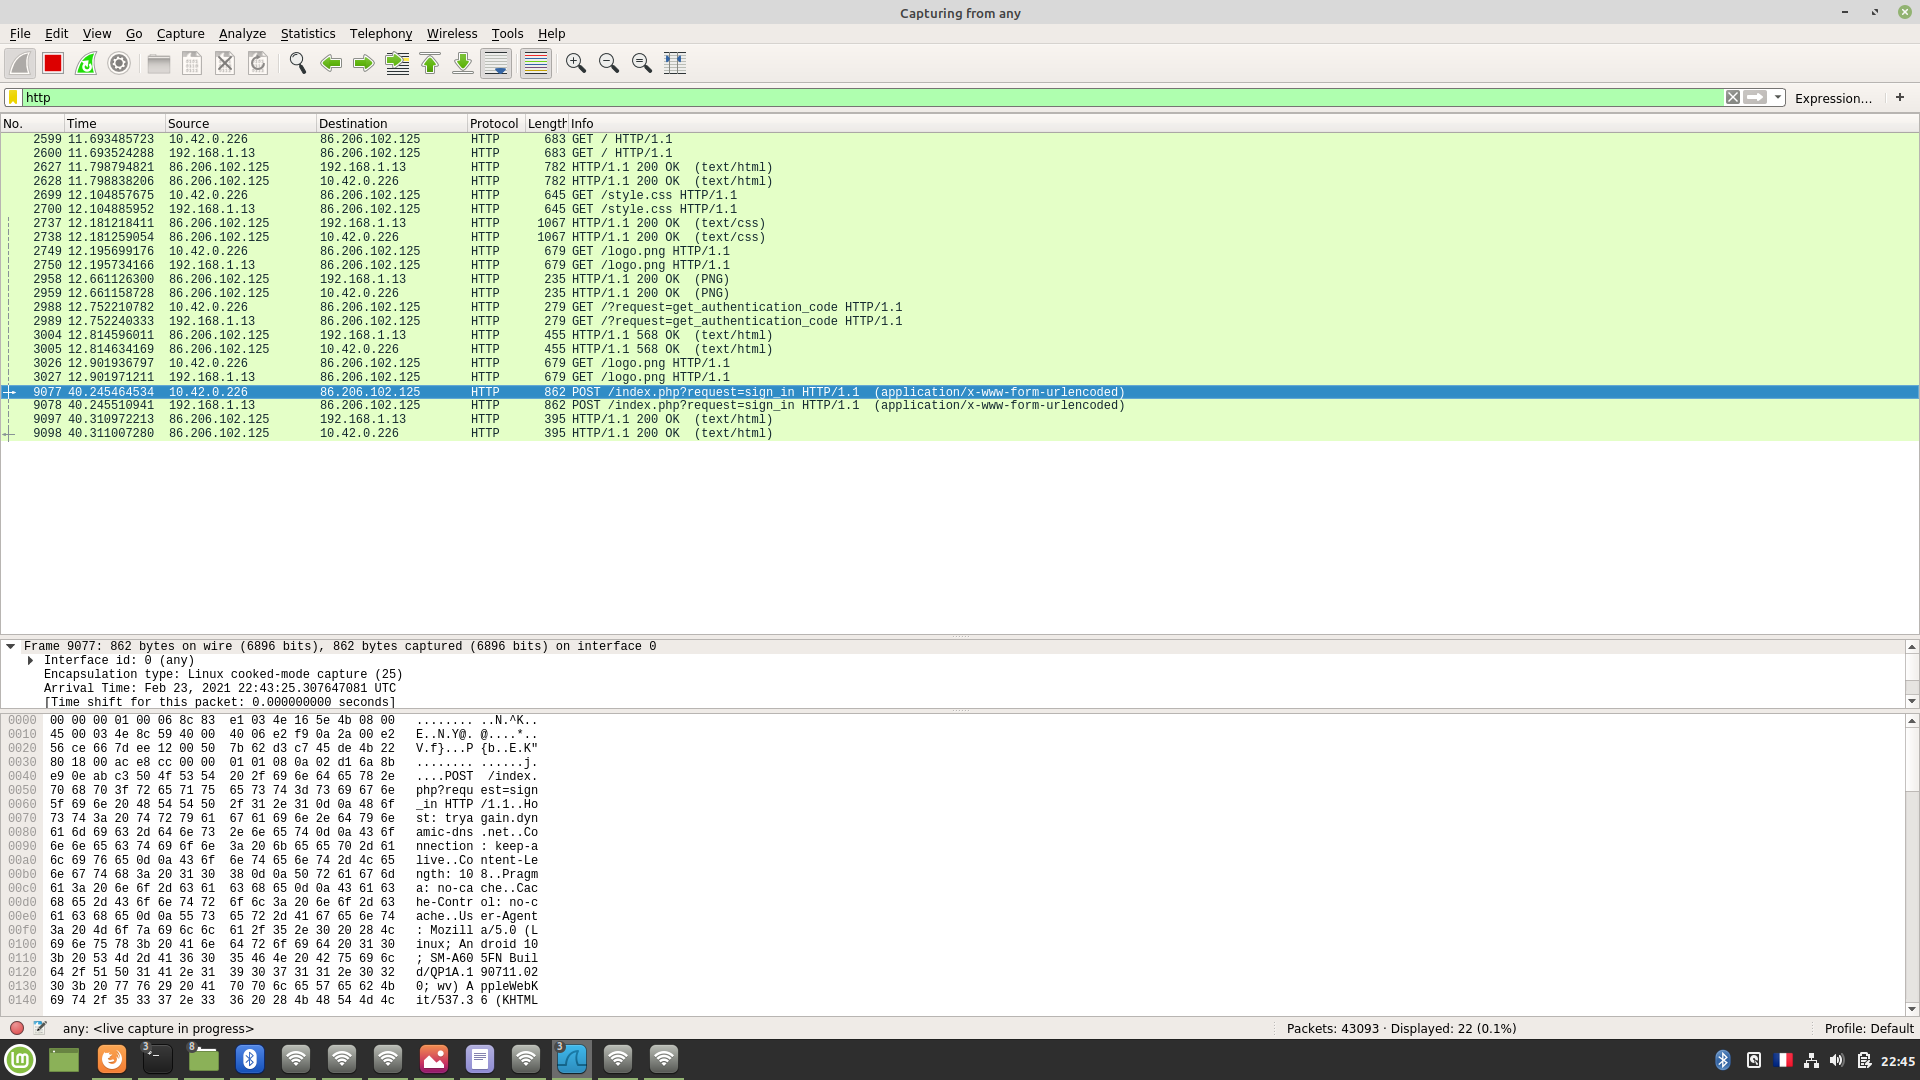 Capturing from any
File Edit View Go Capture Analyze Statistics Telephony Wireless Tools Help
http Expression... +
No. Time Source Destination Protocol Length Info
2599 11.693485723 10.42.0.226 86.206.102.125 HTTP 683 GET / HTTP/1.1
2600 11.693524288 192.168.1.13 86.206.102.125 HTTP 683 GET / HTTP/1.1
2627 11.798794821 86.206.102.125 192.168.1.13 HTTP 782 HTTP/1.1 200 OK (text/html)
2628 11.798838206 86.206.102.125 10.42.0.226 HTTP 782 HTTP/1.1 200 OK (text/html)
2699 12.104857675 10.42.0.226 86.206.102.125 HTTP 645 GET /style.css HTTP/1.1
2700 12.104885952 192.168.1.13 86.206.102.125 HTTP 645 GET /style.css HTTP/1.1
2737 12.181218411 86.206.102.125 192.168.1.13 HTTP 1067 HTTP/1.1 200 OK (text/css)
2738 12.181259054 86.206.102.125 10.42.0.226 HTTP 1067 HTTP/1.1 200 OK (text/css)
2749 12.195699176 10.42.0.226 86.206.102.125 HTTP 679 GET /logo.png HTTP/1.1
2750 12.195734166 192.168.1.13 86.206.102.125 HTTP 679 GET /logo.png HTTP/1.1
2958 12.661126300 86.206.102.125 192.168.1.13 HTTP 235 HTTP/1.1 200 OK (PNG)
2959 12.661158728 86.206.102.125 10.42.0.226 HTTP 235 HTTP/1.1 200 OK (PNG)
2988 12.752210782 10.42.0.226 86.206.102.125 HTTP 279 GET /?request=get_authentication_code HTTP/1.1
2989 12.752240333 192.168.1.13 86.206.102.125 HTTP 279 GET /?request=get_authentication_code HTTP/1.1
3004 12.814596011 86.206.102.125 192.168.1.13 HTTP 455 HTTP/1.1 568 OK (text/html)
3005 12.814634169 86.206.102.125 10.42.0.226 HTTP 455 HTTP/1.1 568 OK (text/html)
3026 12.901936797 10.42.0.226 86.206.102.125 HTTP 679 GET /logo.png HTTP/1.1
3027 12.901971211 192.168.1.13 86.206.102.125 HTTP 679 GET /logo.png HTTP/1.1
9077 40.245464534 10.42.0.226 86.206.102.125 HTTP 862 POST /index.php?request=sign_in HTTP/1.1 (application/x-www-form-urlencoded)
9078 40.245510941 192.168.1.13 86.206.102.125 HTTP 862 POST /index.php?request=sign_in HTTP/1.1 (application/x-www-form-urlencoded)
9097 40.310972213 86.206.102.125 192.168.1.13 HTTP 395 HTTP/1.1 200 OK (text/html)
9098 40.311007280 86.206.102.125 10.42.0.226 HTTP 395 HTTP/1.1 200 OK (text/html)
Frame 9077: 862 bytes on wire (6896 bits), 862 bytes captured (6896 bits) on interface 0
Interface id: 0 (any)
Encapsulation type: Linux cooked-mode capture (25)
Arrival Time: Feb 23, 2021 22:43:25.307647081 UTC
[Time shift for this packet: 0.000000000 seconds]
0000 00 00 00 01 00 06 8c 83 e1 03 4e 16 5e 4b 08 00 ........ ..N.^K..
0010 45 00 03 4e 8c 59 40 00 40 06 e2 f9 0a 2a 00 e2 E..N.Y@. @....*..
0020 56 ce 66 7d ee 12 00 50 7b 62 d3 c7 45 de 4b 22 V.f}...P {b..E.K"
0030 80 18 00 ac e8 cc 00 00 01 01 08 0a 02 d1 6a 8b ........ ......j.
0040 e9 0e ab c3 50 4f 53 54 20 2f 69 6e 64 65 78 2e ....POST /index.
0050 70 68 70 3f 72 65 71 75 65 73 74 3d 73 69 67 6e php?requ est=sign
0060 5f 69 6e 20 48 54 54 50 2f 31 2e 31 0d 0a 48 6f _in HTTP /1.1..Ho
0070 73 74 3a 20 74 72 79 61 67 61 69 6e 2e 64 79 6e st: trya gain.dyn
0080 61 6d 69 63 2d 64 6e 73 2e 6e 65 74 0d 0a 43 6f amic-dns .net..Co
0090 6e 6e 65 63 74 69 6f 6e 3a 20 6b 65 65 70 2d 61 nnection : keep-a
00a0 6c 69 76 65 0d 0a 43 6f 6e 74 65 6e 74 2d 4c 65 live..Co ntent-Le
00b0 6e 67 74 68 3a 20 31 30 38 0d 0a 50 72 61 67 6d ngth: 10 8..Pragm
00c0 61 3a 20 6e 6f 2d 63 61 63 68 65 0d 0a 43 61 63 a: no-ca che..Cac
00d0 68 65 2d 43 6f 6e 74 72 6f 6c 3a 20 6e 6f 2d 63 he-Contr ol: no-c
00e0 61 63 68 65 0d 0a 55 73 65 72 2d 41 67 65 6e 74 ache..Us er-Agent
00f0 3a 20 4d 6f 7a 69 6c 6c 61 2f 35 2e 30 20 28 4c : Mozill a/5.0 (L
0100 69 6e 75 78 3b 20 41 6e 64 72 6f 69 64 20 31 30 inux; An droid 10
0110 3b 20 53 4d 2d 41 36 30 35 46 4e 20 42 75 69 6c ; SM-A60 5FN Buil
0120 64 2f 51 50 31 41 2e 31 39 30 37 31 31 2e 30 32 d/QP1A.1 90711.02
0130 30 3b 20 77 76 29 20 41 70 70 6c 65 57 65 62 4b 0; wv) A ppleWebK
0140 69 74 2f 35 33 37 2e 33 36 20 28 4b 48 54 4d 4c it/537.3 6 (KHTML
any: <live capture in progress> Packets: 43093 · Displayed: 22 (0.1%) Profile: Default
3 8 3 22:45